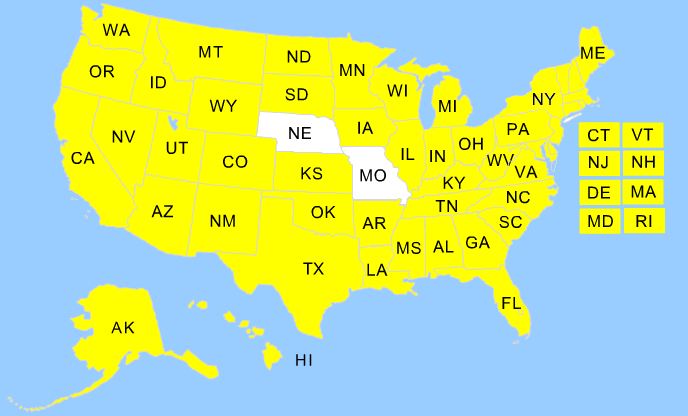 WA
MT
ND
MN
ME
OR
ID
SD
WI
MI
NY
WY
NE
IA
PA
NV
UT
CO
IL
IN
OH
WV
VA
CA
KS
MO
KY
NC
AZ
NM
OK
AR
TN
SC
TX
LA
MS
AL
GA
FL
AK
HI
CT VT
NJ NH
DE MA
MD RI